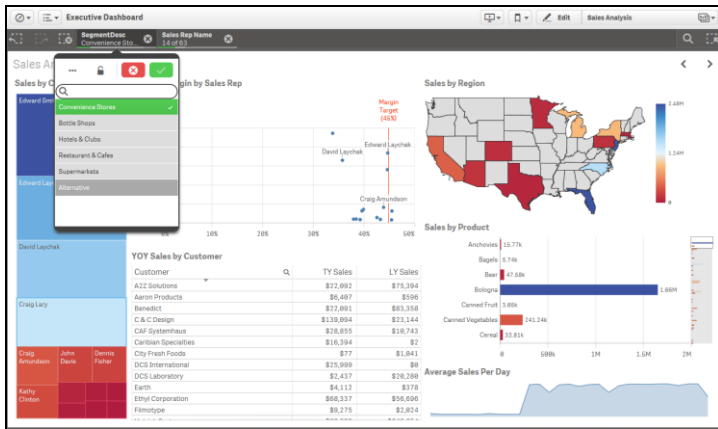 Executive Dashboard
Edit
Sales Analysis
SegmentDesc
Convenience Sto...
Sales Rep Name
14 of 63
Sales An
Sales by C
gin by Sales Rep
Sales by Region
Convenience Stores
Bottle Shops
Hotels & Clubs
Restaurant & Cafes
Supermarkets
Alternative
Edward Smi
Edward Lay
David Laychak
Craig Lary
Craig Amundson
John Davis
Dennis Fisher
Kathy Clinton
Margin
Target
(45%)
David Laychak
Edward Laychak
Craig Amundson
10%
20%
30%
40%
50%
2.48M
1.24M
0
YOY Sales by Customer
Customer TY Sales LY Sales
A2Z Solutions $22,092 $75,394
Aaron Products $6,407 $596
Benedict $22,091 $83,358
C & C Design $139,094 $23,144
CAF Systemhaus $28,855 $10,743
Caribian Specialties $16,394 $2
City Fresh Foods $77 $1,041
DCS International $25,999 $0
DCS Laboratory $2,437 $20,280
Earth $4,112 $378
Ethyl Corporation $68,337 $56,696
Filmotype $9,275 $2,024
Sales by Product
Anchovies 15.77k
Bagels 5.74k
Beer 47.68k
Bologna 1.66M
Canned Fruit 3.86k
Canned Vegetables 241.24k
Cereal 33.81k
0 500k 1M 1.5M 2M
Average Sales Per Day